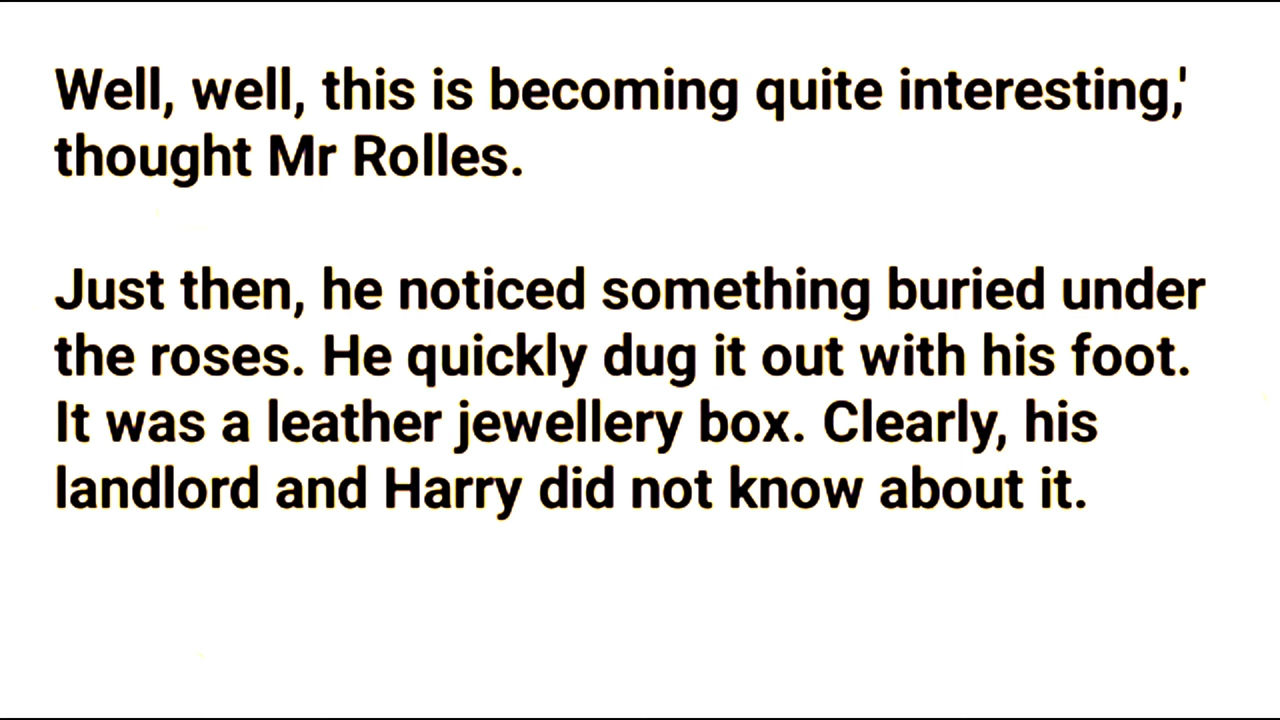 Well, well, this is becoming quite interesting,'
thought Mr Rolles.
Just then, he noticed something buried under
the roses. He quickly dug it out with his foot.
It was a leather jewellery box. Clearly, his
landlord and Harry did not know about it.